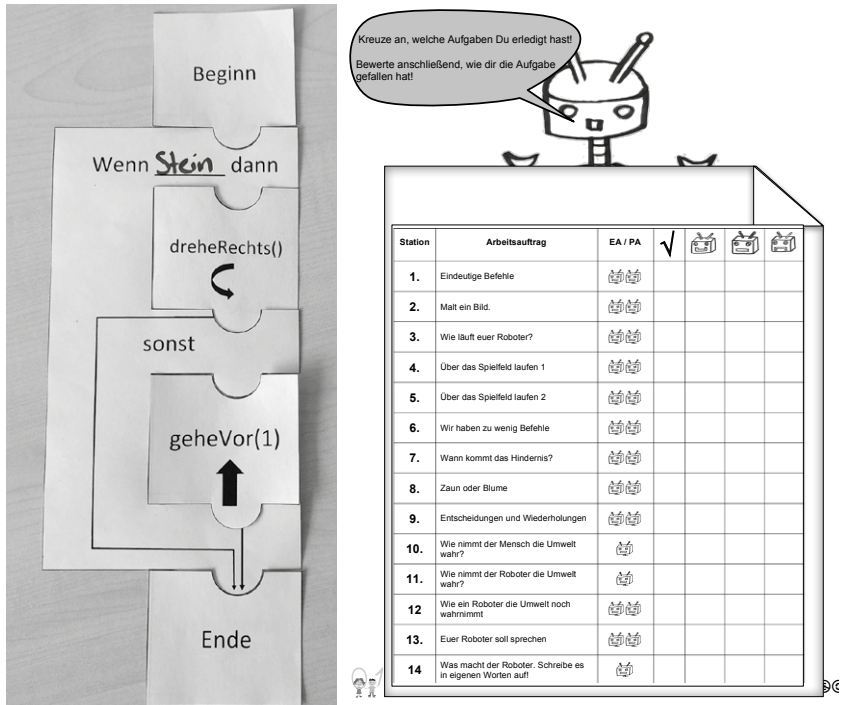 Beginn
Wenn Stein dann
dreheRechts()
sonst
geheVor(1)
Ende
Kreuze an, welche Aufgaben Du erledigt hast!
Bewerte anschließend, wie dir die Aufgabe
gefallen hat!
Station Arbeitsauftrag EA / PA √
1. Eindeutige Befehle
2. Malt ein Bild.
3. Wie läuft euer Roboter?
4. Über das Spielfeld laufen 1
5. Über das Spielfeld laufen 2
6. Wir haben zu wenig Befehle
7. Wann kommt das Hindernis?
8. Zaun oder Blume
9. Entscheidungen und Wiederholungen
10. Wie nimmt der Mensch die Umwelt
wahr?
11. Wie nimmt der Roboter die Umwelt
wahr?
12 Wie ein Roboter die Umwelt noch
wahrnimmt
13. Euer Roboter soll sprechen
14 Was macht der Roboter. Schreibe es
in eigenen Worten auf!